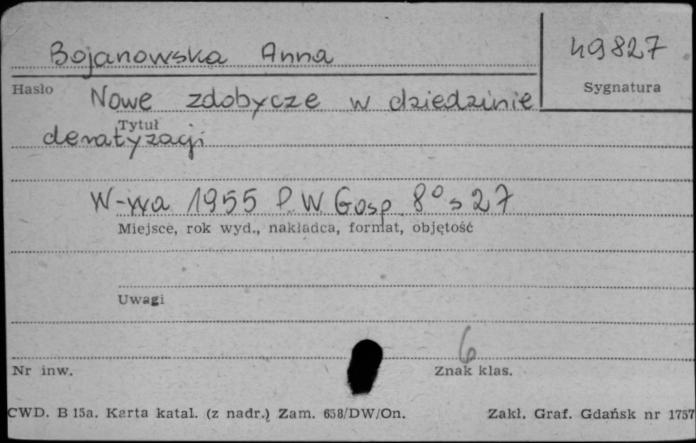 Bojanowska Anna
49827
Hasło
Sygnatura
Nowe zdobycze w dziedzinie
Tytuł
deratyzacji
W-wa 1955 P.W Gosp. 8° s 27
Miejsce, rok wyd., nakładca, format, objętość
Uwagi
6
Nr inw.
Znak klas.
CWD. B 15a. Karta katal. (z nadr.) Zam. 658/DW/On.
Zakł. Graf. Gdańsk nr 1757